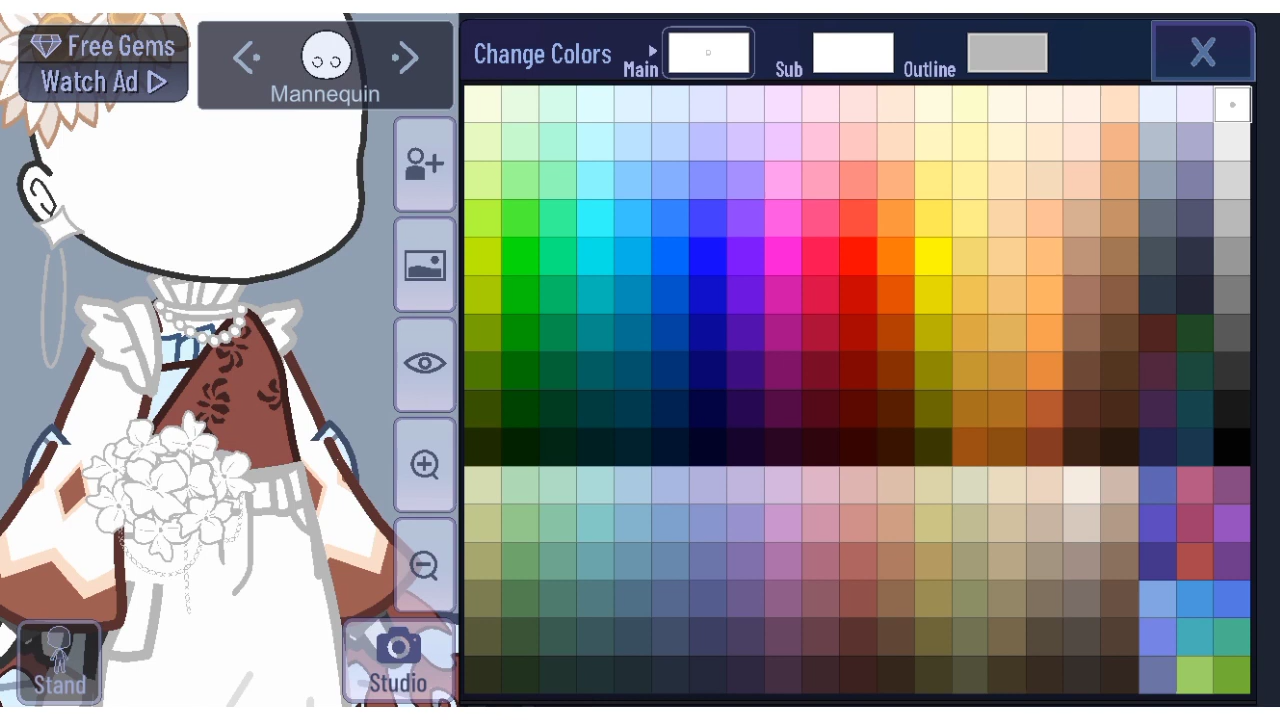 Free Gems
Watch Ad
Mannequin
Change Colors
Main
Sub
Outline
X
Stand
Studio